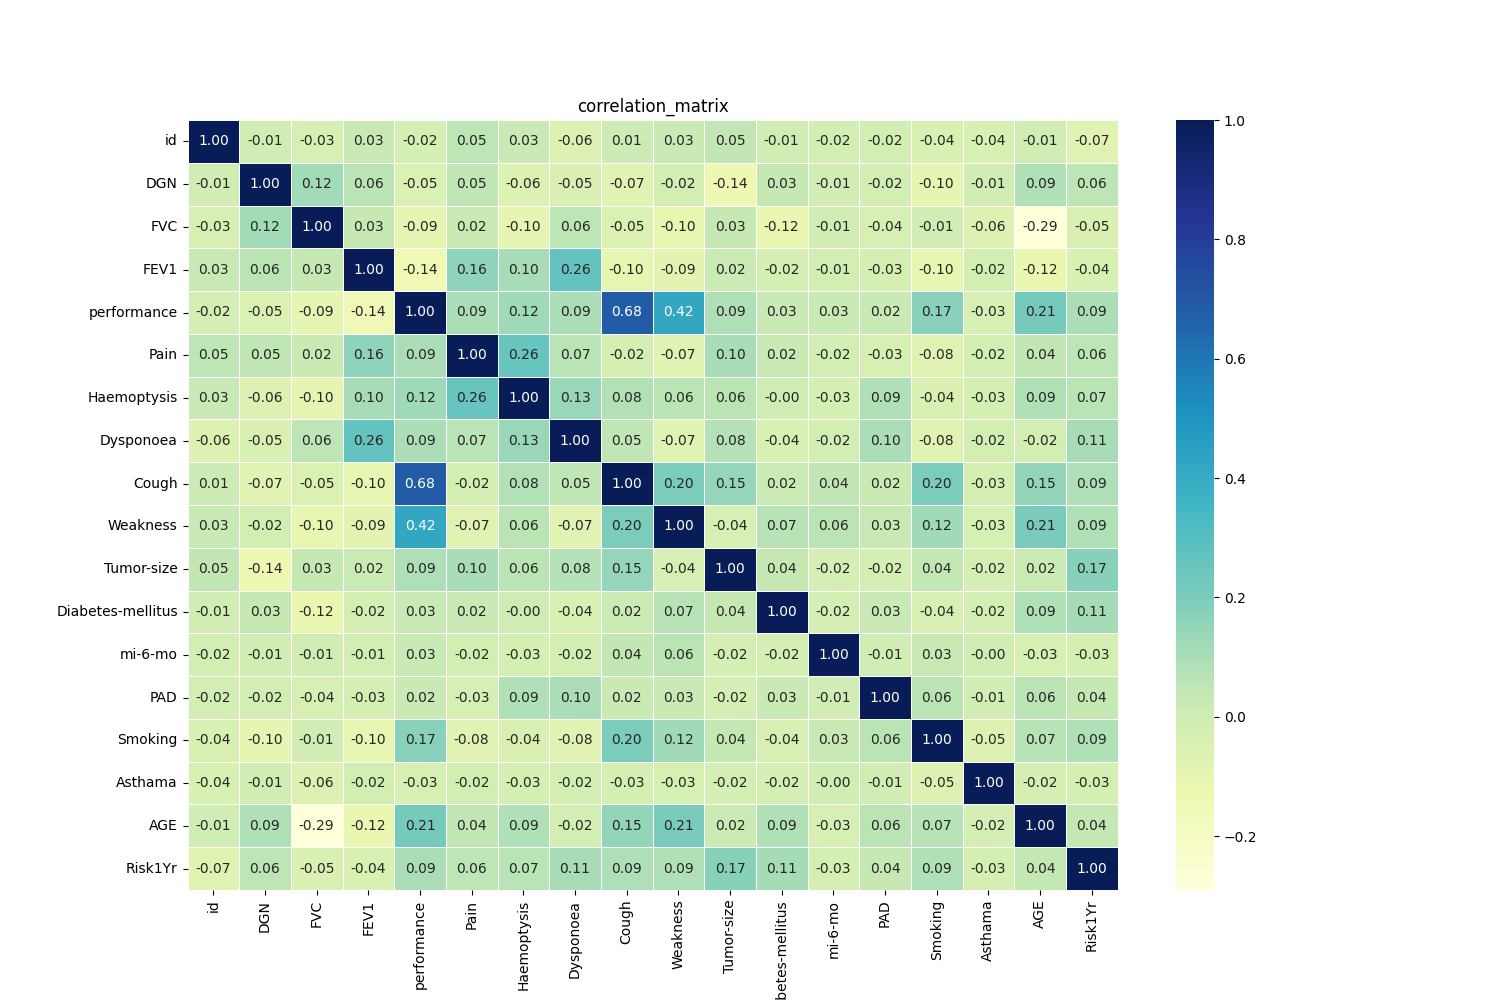 correlation_matrix
id 1.00 -0.01 -0.03 0.03 -0.02 0.05 0.03 -0.06 0.01 0.03 0.05 -0.01 -0.02 -0.02 -0.04 -0.04 -0.01 -0.07
DGN -0.01 1.00 0.12 0.06 -0.05 0.05 -0.06 -0.05 -0.07 -0.02 -0.14 0.03 -0.01 -0.02 -0.10 -0.01 0.09 0.06
FVC -0.03 0.12 1.00 0.03 -0.09 0.02 -0.10 0.06 -0.05 -0.10 0.03 -0.12 -0.01 -0.04 -0.01 -0.06 -0.29 -0.05
FEV1 0.03 0.06 0.03 1.00 -0.14 0.16 0.10 0.26 -0.10 -0.09 0.02 -0.02 -0.01 -0.03 -0.10 -0.02 -0.12 -0.04
performance -0.02 -0.05 -0.09 -0.14 1.00 0.09 0.12 0.09 0.68 0.42 0.09 0.03 0.03 0.02 0.17 -0.03 0.21 0.09
Pain 0.05 0.05 0.02 0.16 0.09 1.00 0.26 0.07 -0.02 -0.07 0.10 0.02 -0.02 -0.03 -0.08 -0.02 0.04 0.06
Haemoptysis 0.03 -0.06 -0.10 0.10 0.12 0.26 1.00 0.13 0.08 0.06 0.06 -0.00 -0.03 0.09 -0.04 -0.03 0.09 0.07
Dysponoea -0.06 -0.05 0.06 0.26 0.09 0.07 0.13 1.00 0.05 -0.07 0.08 -0.04 -0.02 0.10 -0.08 -0.02 -0.02 0.11
Cough 0.01 -0.07 -0.05 -0.10 0.68 -0.02 0.08 0.05 1.00 0.20 0.15 0.02 0.04 0.02 0.20 -0.03 0.15 0.09
Weakness 0.03 -0.02 -0.10 -0.09 0.42 -0.07 0.06 -0.07 0.20 1.00 -0.04 0.07 0.06 0.03 0.12 -0.03 0.21 0.09
Tumor-size 0.05 -0.14 0.03 0.02 0.09 0.10 0.06 0.08 0.15 -0.04 1.00 0.04 -0.02 -0.02 0.04 -0.02 0.02 0.17
Diabetes-mellitus -0.01 0.03 -0.12 -0.02 0.03 0.02 -0.00 -0.04 0.02 0.07 0.04 1.00 -0.02 0.03 -0.04 -0.02 0.09 0.11
mi-6-mo -0.02 -0.01 -0.01 -0.01 0.03 -0.02 -0.03 -0.02 0.04 0.06 -0.02 -0.02 1.00 -0.01 0.03 -0.00 -0.03 -0.03
PAD -0.02 -0.02 -0.04 -0.03 0.02 -0.03 0.09 0.10 0.02 0.03 -0.02 0.03 -0.01 1.00 0.06 -0.01 0.06 0.04
Smoking -0.04 -0.10 -0.01 -0.10 0.17 -0.08 -0.04 -0.08 0.20 0.12 0.04 -0.04 0.03 0.06 1.00 -0.05 0.07 0.09
Asthama -0.04 -0.01 -0.06 -0.02 -0.03 -0.02 -0.03 -0.02 -0.03 -0.03 -0.02 -0.02 -0.00 -0.01 -0.05 1.00 -0.02 -0.03
AGE -0.01 0.09 -0.29 -0.12 0.21 0.04 0.09 -0.02 0.15 0.21 0.02 0.09 -0.03 0.06 0.07 -0.02 1.00 0.04
Risk1Yr -0.07 0.06 -0.05 -0.04 0.09 0.06 0.07 0.11 0.09 0.09 0.17 0.11 -0.03 0.04 0.09 -0.03 0.04 1.00
id DGN FVC FEV1 performance Pain Haemoptysis Dysponoea Cough Weakness Tumor-size betes-mellitus mi-6-mo PAD Smoking Asthama AGE Risk1Yr
1.0
0.8
0.6
0.4
0.2
0.0
−0.2